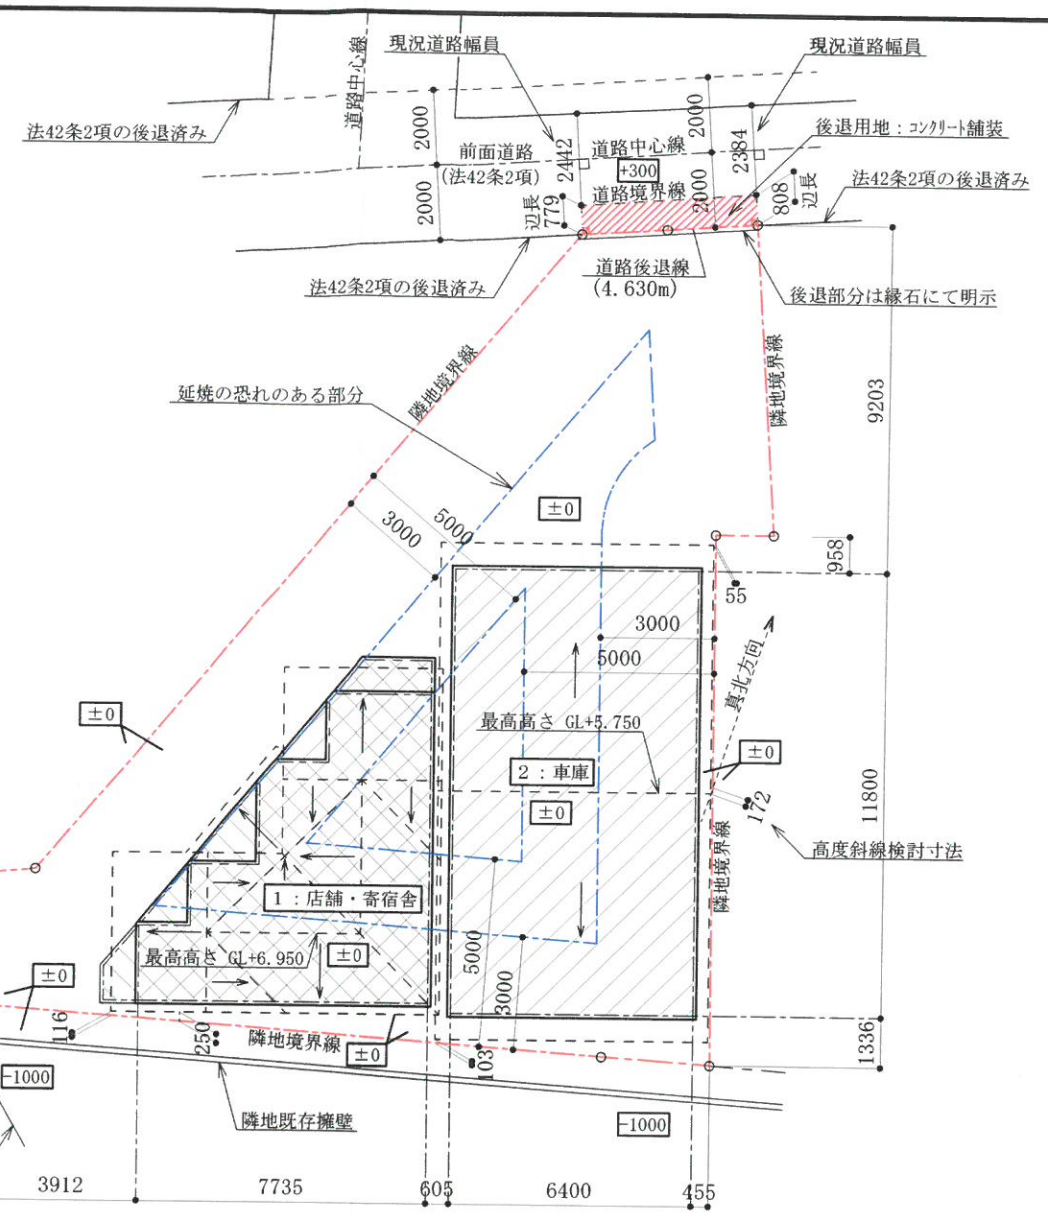 現況道路幅員
現況道路幅員
道路中心線
法42条2項の後退済み
2000
2000
前面道路
(法42条2項)
2442
道路中心線
+300
道路境界線
2000
2000
2384
後退用地：コンクリート舗装
法42条2項の後退済み
辺長
779
808
辺長
道路後退線
(4.630m)
法42条2項の後退済み
後退部分は縁石にて明示
延焼の恐れのある部分
隣地境界線
隣地境界線
9203
5000
3000
±0
958
55
3000
5000
真北方向
±0
最高高さ GL+5.750
±0
2：車庫
±0
172
11800
高度斜線検討寸法
隣地境界線
1：店舗・寄宿舎
最高高さ GL+6.950
±0
5000
3000
±0
116
250
隣地境界線
±0
103
1336
-1000
隣地既存擁壁
-1000
3912
7735
605
6400
455